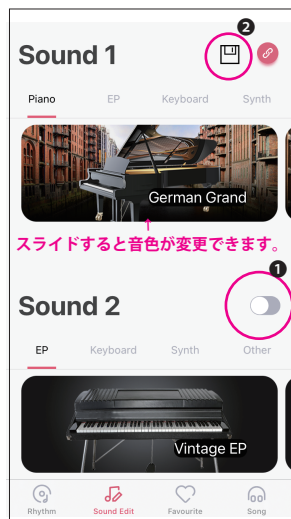 ❷
Sound 1
Piano EP Keyboard Synth
German Grand
↑
スライドすると音色が変更できます。
❶
Sound 2
EP Keyboard Synth Other
Vintage EP
Rhythm Sound Edit Favourite Song